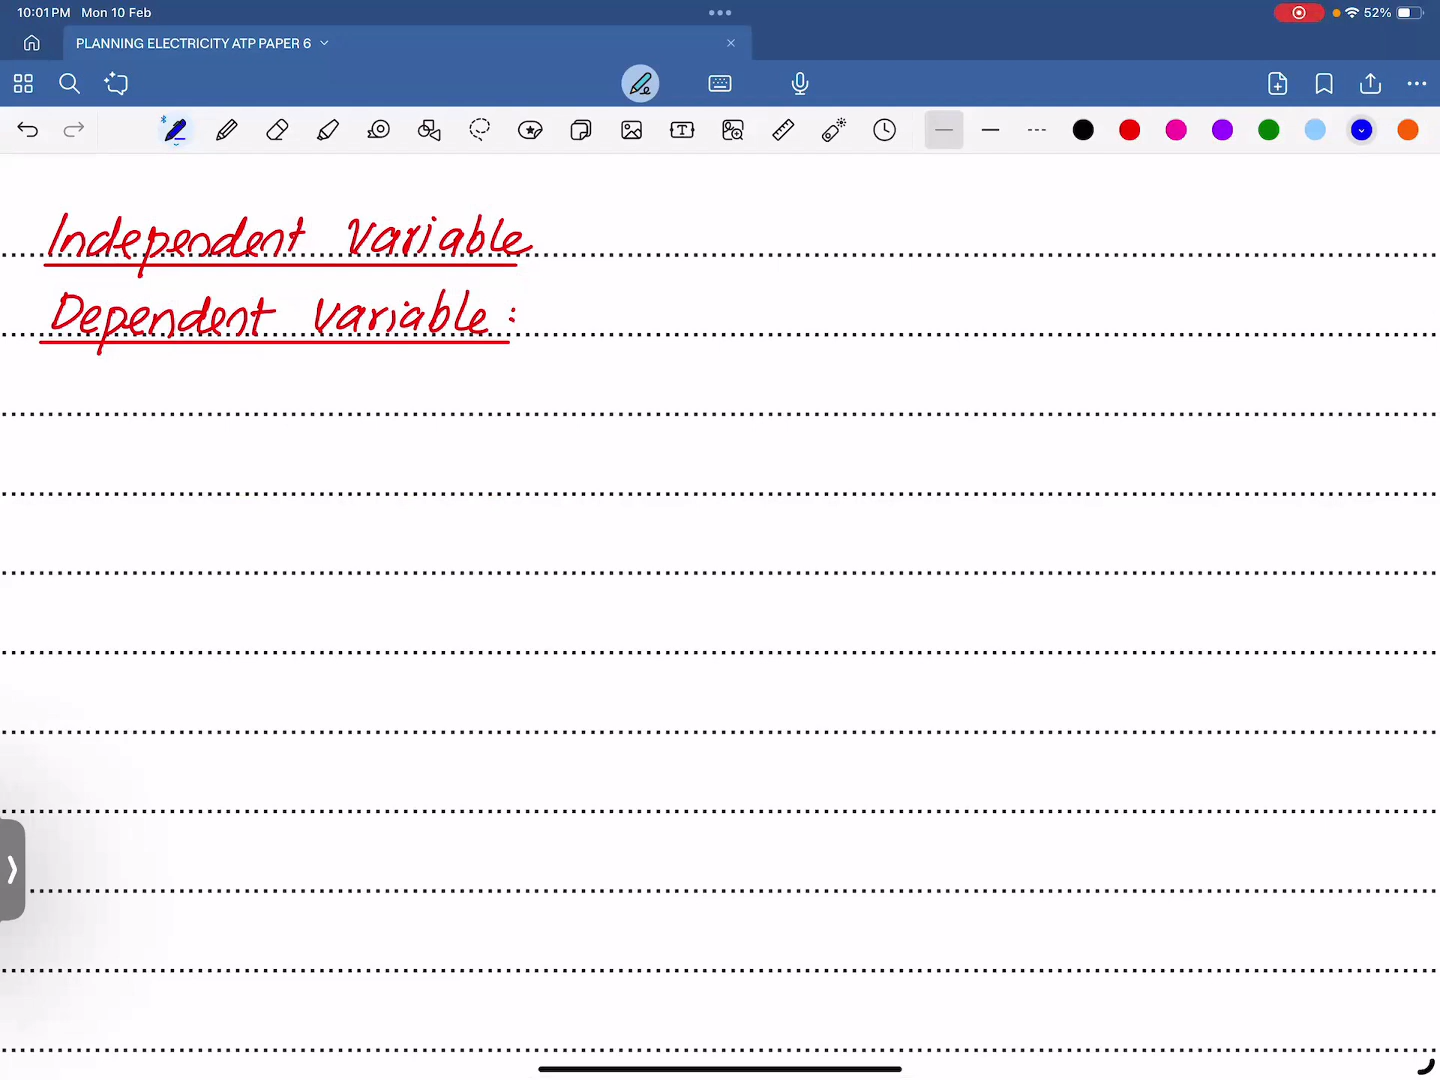 10:01 PM Mon 10 Feb
52%
PLANNING ELECTRICITY ATP PAPER 6
Independent Variable
Dependent Variable :